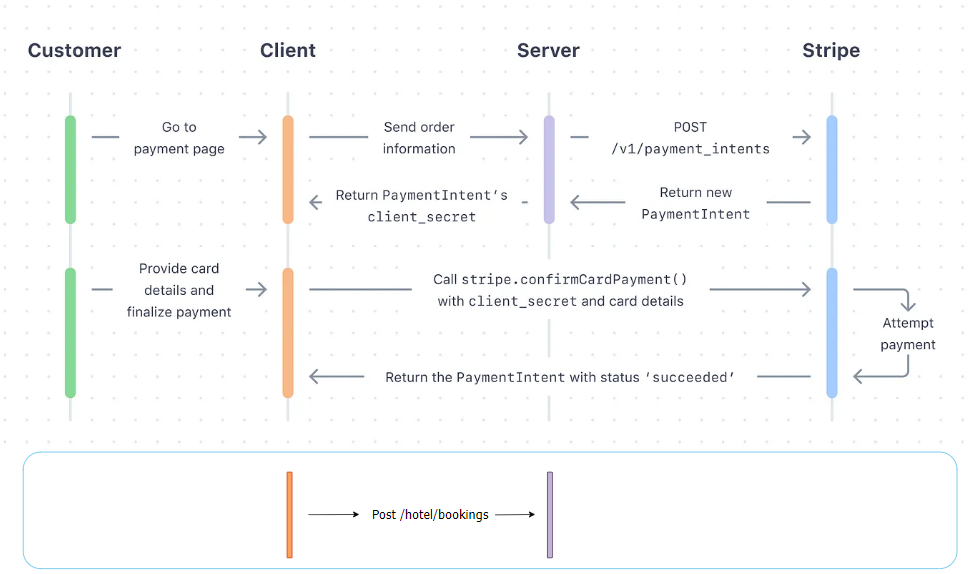 Customer
Client
Server
Stripe
Go to
payment page
Send order
information
POST
/v1/payment_intents
Return PaymentIntent’s
client_secret
Return new
PaymentIntent
Provide card
details and
finalize payment
Call stripe.confirmCardPayment()
with client_secret and card details
Attempt
payment
Return the PaymentIntent with status ‘succeeded’
Post /hotel/bookings